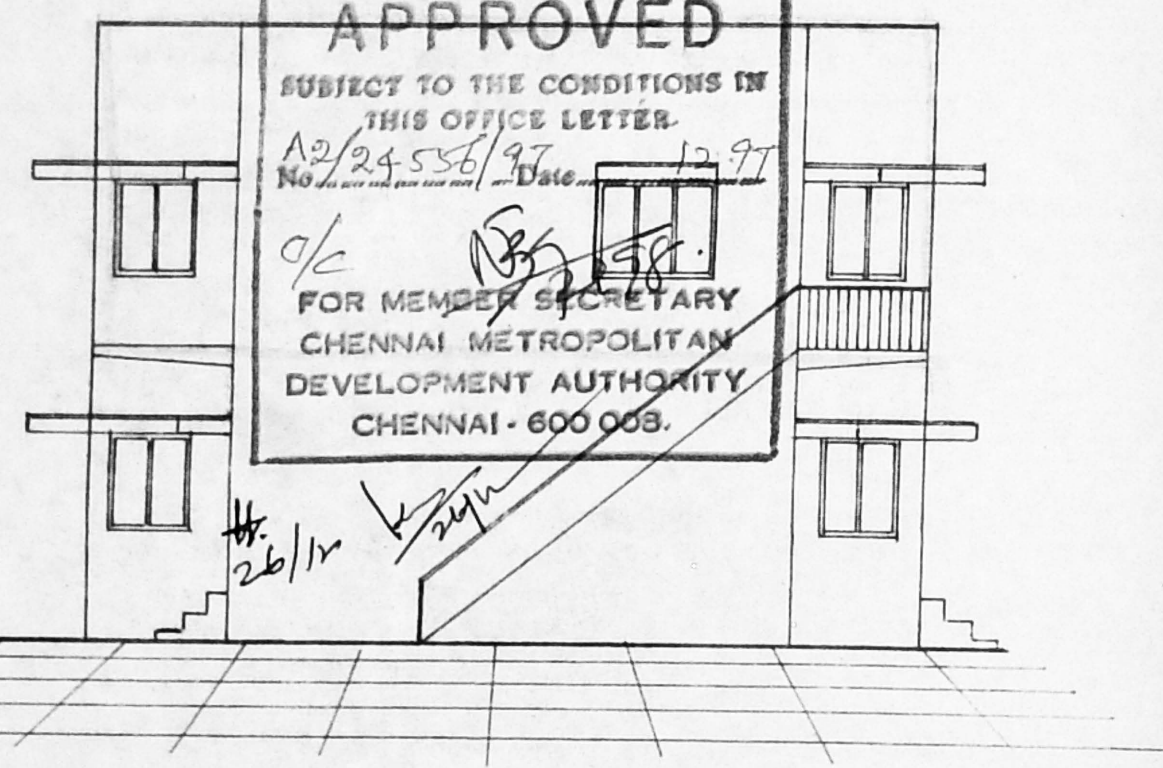 APPROVED
SUBJECT TO THE CONDITIONS IN
THIS OFFICE LETTER.
No. A2/24556/97 Date 12.97
o/c
FOR MEMBER SECRETARY
CHENNAI METROPOLITAN
DEVELOPMENT AUTHORITY
CHENNAI - 600 008.
26/12